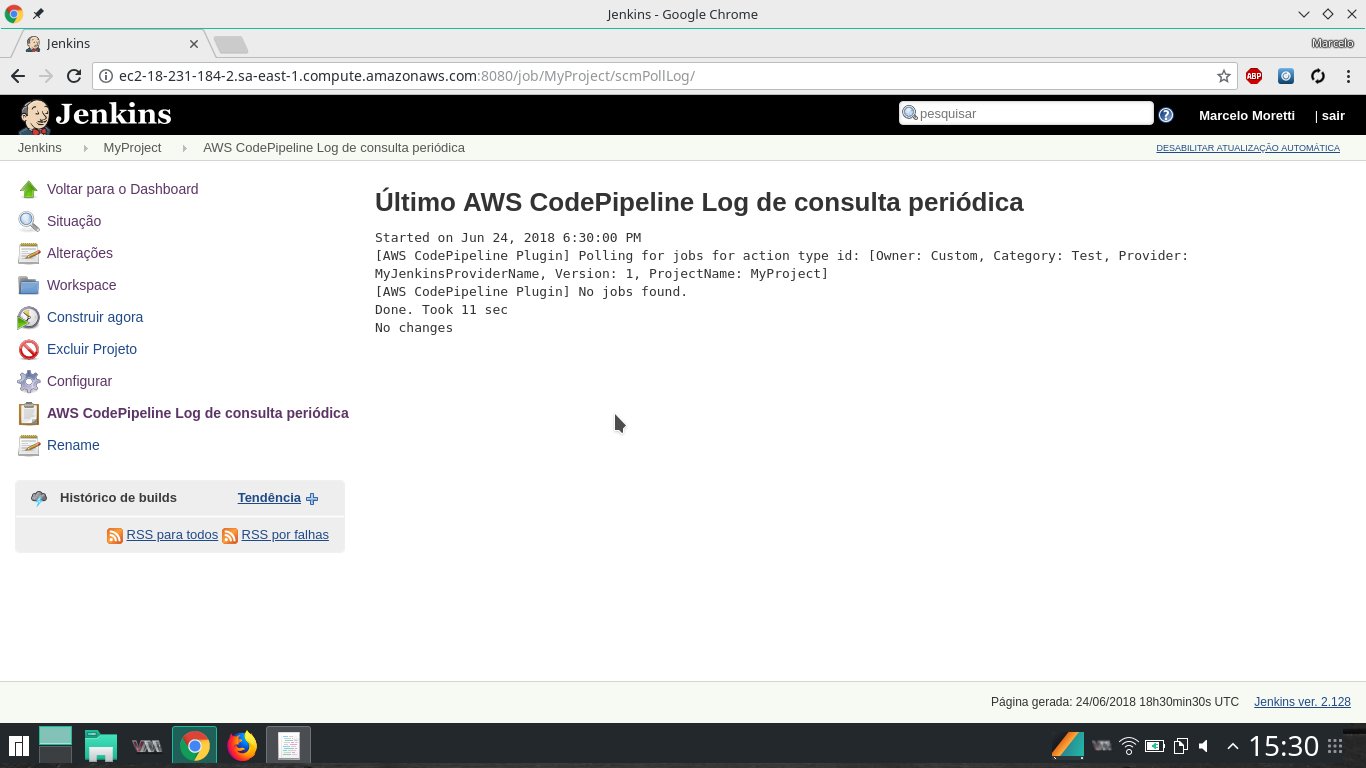 Jenkins - Google Chrome
Jenkins
Marcelo
ec2-18-231-184-2.sa-east-1.compute.amazonaws.com:8080/job/MyProject/scmPollLog/
ABP
Jenkins
pesquisar
Marcelo Moretti
| sair
Jenkins
MyProject
AWS CodePipeline Log de consulta periódica
DESABILITAR ATUALIZAÇÃO AUTOMÁTICA
Voltar para o Dashboard
Situação
Alterações
Workspace
Construir agora
Excluir Projeto
Configurar
AWS CodePipeline Log de consulta periódica
Rename
Histórico de builds
Tendência
RSS para todos
RSS por falhas
Último AWS CodePipeline Log de consulta periódica
Started on Jun 24, 2018 6:30:00 PM
[AWS CodePipeline Plugin] Polling for jobs for action type id: [Owner: Custom, Category: Test, Provider:
MyJenkinsProviderName, Version: 1, ProjectName: MyProject]
[AWS CodePipeline Plugin] No jobs found.
Done. Took 11 sec
No changes
Página gerada: 24/06/2018 18h30min30s UTC
Jenkins ver. 2.128
15:30